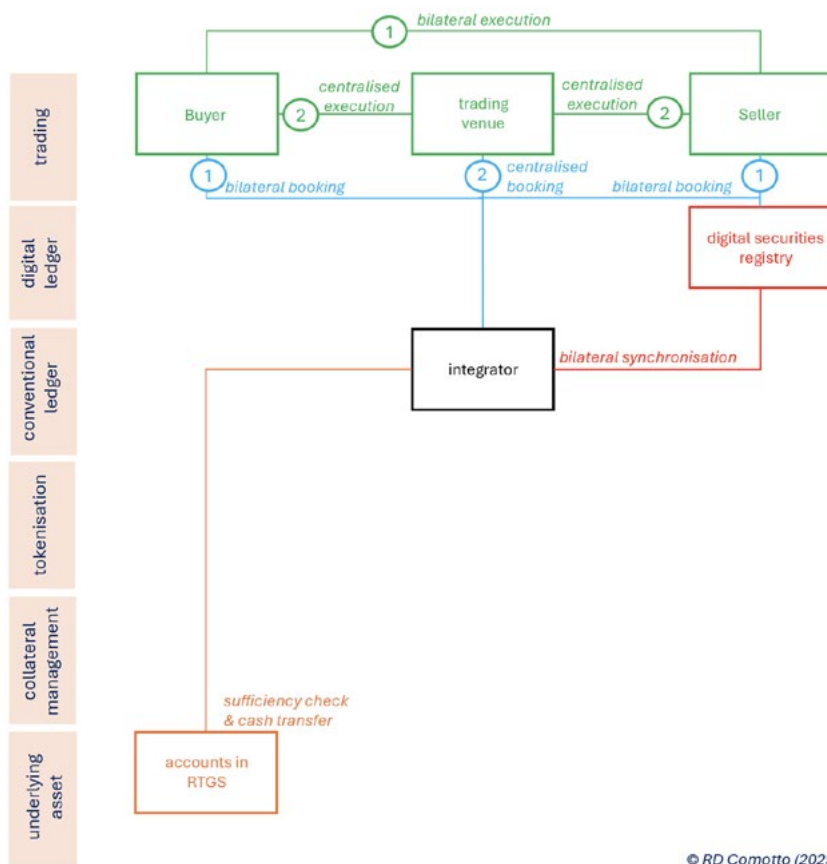 1
bilateral execution
trading
Buyer
2
centralised
execution
trading
venue
centralised
execution
2
Seller
1
bilateral booking
2
centralised
booking
bilateral booking
1
digital
ledger
digital securities
registry
conventional
ledger
integrator
bilateral synchronisation
tokenisation
collateral
management
sufficiency check
& cash transfer
underlying
asset
accounts in
RTGS
© RD Comotto (202